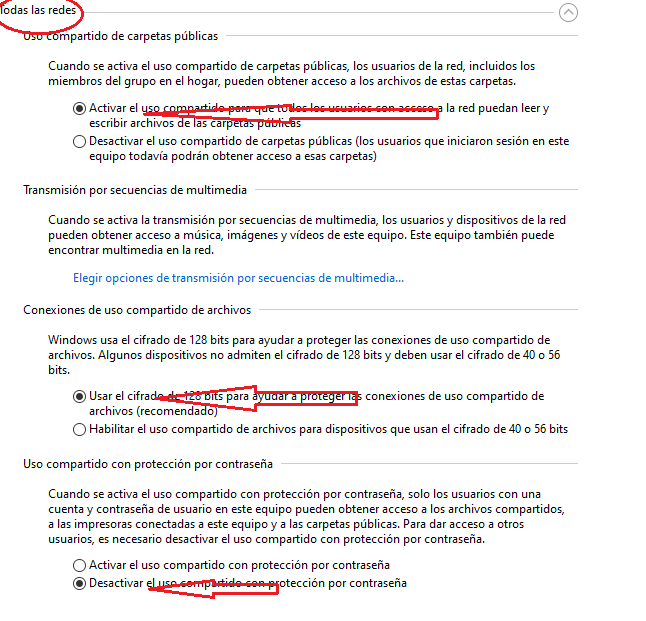 Todas las redes
Uso compartido de carpetas públicas
Cuando se activa el uso compartido de carpetas públicas, los usuarios de la red, incluidos los
miembros del grupo en el hogar, pueden obtener acceso a los archivos de estas carpetas.
Activar el uso compartido para que todos los usuarios con acceso a la red puedan leer y
escribir archivos de las carpetas públicas
Desactivar el uso compartido de carpetas públicas (los usuarios que iniciaron sesión en este
equipo todavía podrán obtener acceso a esas carpetas)
Transmisión por secuencias de multimedia
Cuando se activa la transmisión por secuencias de multimedia, los usuarios y dispositivos de la red
pueden obtener acceso a música, imágenes y vídeos de este equipo. Este equipo también puede
encontrar multimedia en la red.
Elegir opciones de transmisión por secuencias de multimedia...
Conexiones de uso compartido de archivos
Windows usa el cifrado de 128 bits para ayudar a proteger las conexiones de uso compartido de
archivos. Algunos dispositivos no admiten el cifrado de 128 bits y deben usar el cifrado de 40 o 56
bits.
Usar el cifrado de 128 bits para ayudar a proteger las conexiones de uso compartido de
archivos (recomendado)
Habilitar el uso compartido de archivos para dispositivos que usan el cifrado de 40 o 56 bits
Uso compartido con protección por contraseña
Cuando se activa el uso compartido con protección por contraseña, solo los usuarios con una
cuenta y contraseña de usuario en este equipo pueden obtener acceso a los archivos compartidos,
a las impresoras conectadas a este equipo y a las carpetas públicas. Para dar acceso a otros
usuarios, es necesario desactivar el uso compartido con protección por contraseña.
Activar el uso compartido con protección por contraseña
Desactivar el uso compartido con protección por contraseña